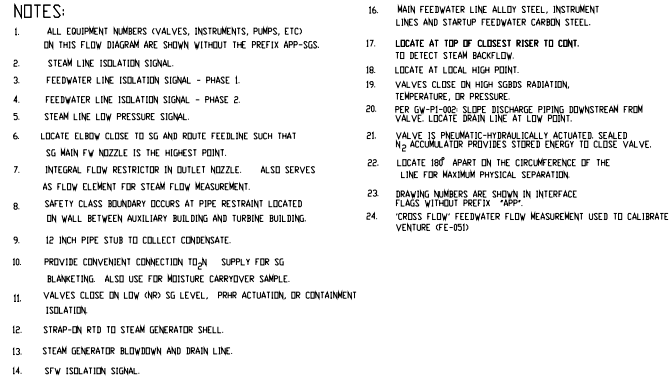 NOTES:
1. ALL EQUIPMENT NUMBERS (VALVES, INSTRUMENTS, PUMPS, ETC)
ON THIS FLOW DIAGRAM ARE SHOWN WITHOUT THE PREFIX APP-SGS.
2. STEAM LINE ISOLATION SIGNAL.
3. FEEDWATER LINE ISOLATION SIGNAL - PHASE 1.
4. FEEDWATER LINE ISOLATION SIGNAL - PHASE 2.
5. STEAM LINE LOW PRESSURE SIGNAL.
6. LOCATE ELBOW CLOSE TO SG AND ROUTE FEEDLINE SUCH THAT
SG MAIN FW NOZZLE IS THE HIGHEST POINT.
7. INTEGRAL FLOW RESTRICTOR IN OUTLET NOZZLE. ALSO SERVES
AS FLOW ELEMENT FOR STEAM FLOW MEASUREMENT.
8. SAFETY CLASS BOUNDARY OCCURS AT PIPE RESTRAINT LOCATED
ON WALL BETWEEN AUXILIARY BUILDING AND TURBINE BUILDING.
9. 12 INCH PIPE STUB TO COLLECT CONDENSATE.
10. PROVIDE CONVENIENT CONNECTION TO 2N SUPPLY FOR SG
BLANKETING. ALSO USE FOR MOISTURE CARRYOVER SAMPLE.
11. VALVES CLOSE ON LOW (NR) SG LEVEL, PRHR ACTUATION, OR CONTAINMENT
ISOLATION.
12. STRAP-ON RTD TO STEAM GENERATOR SHELL.
13. STEAM GENERATOR BLOWDOWN AND DRAIN LINE.
14. SFW ISOLATION SIGNAL.
16. MAIN FEEDWATER LINE ALLOY STEEL, INSTRUMENT
LINES AND STARTUP FEEDWATER CARBON STEEL.
17. LOCATE AT TOP OF CLOSEST RISER TO CONT.
TO DETECT STEAM BACKFLOW.
18. LOCATE AT LOCAL HIGH POINT.
19. VALVES CLOSE ON HIGH SGBDS RADIATION,
TEMPERATURE, OR PRESSURE.
20. PER GW-P1-002: SLOPE DISCHARGE PIPING DOWNSTREAM FROM
VALVE. LOCATE DRAIN LINE AT LOW POINT.
21. VALVE IS PNEUMATIC-HYDRAULICALLY ACTUATED. SEALED
N2 ACCUMULATOR PROVIDES STORED ENERGY TO CLOSE VALVE.
22. LOCATE 180° APART ON THE CIRCUMFERENCE OF THE
LINE FOR MAXIMUM PHYSICAL SEPARATION.
23. DRAWING NUMBERS ARE SHOWN IN INTERFACE
FLAGS WITHOUT PREFIX "APP".
24. 'CROSS FLOW' FEEDWATER FLOW MEASUREMENT USED TO CALIBRATE
VENTURE (FE-051)